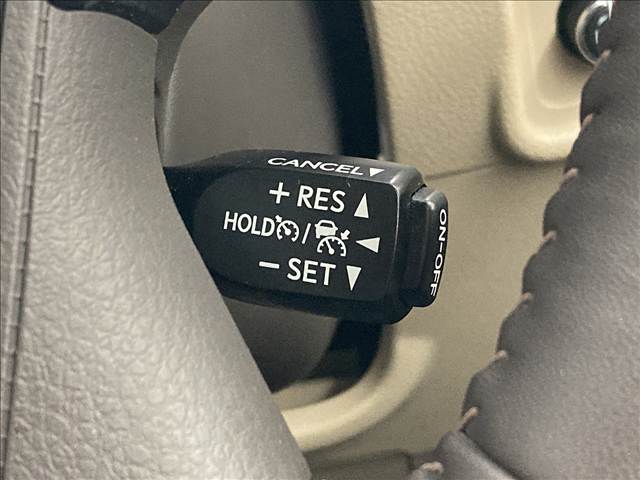 CANCEL▼
+ RES ▲
HOLD / ◄
− SET ▼
ON-OFF